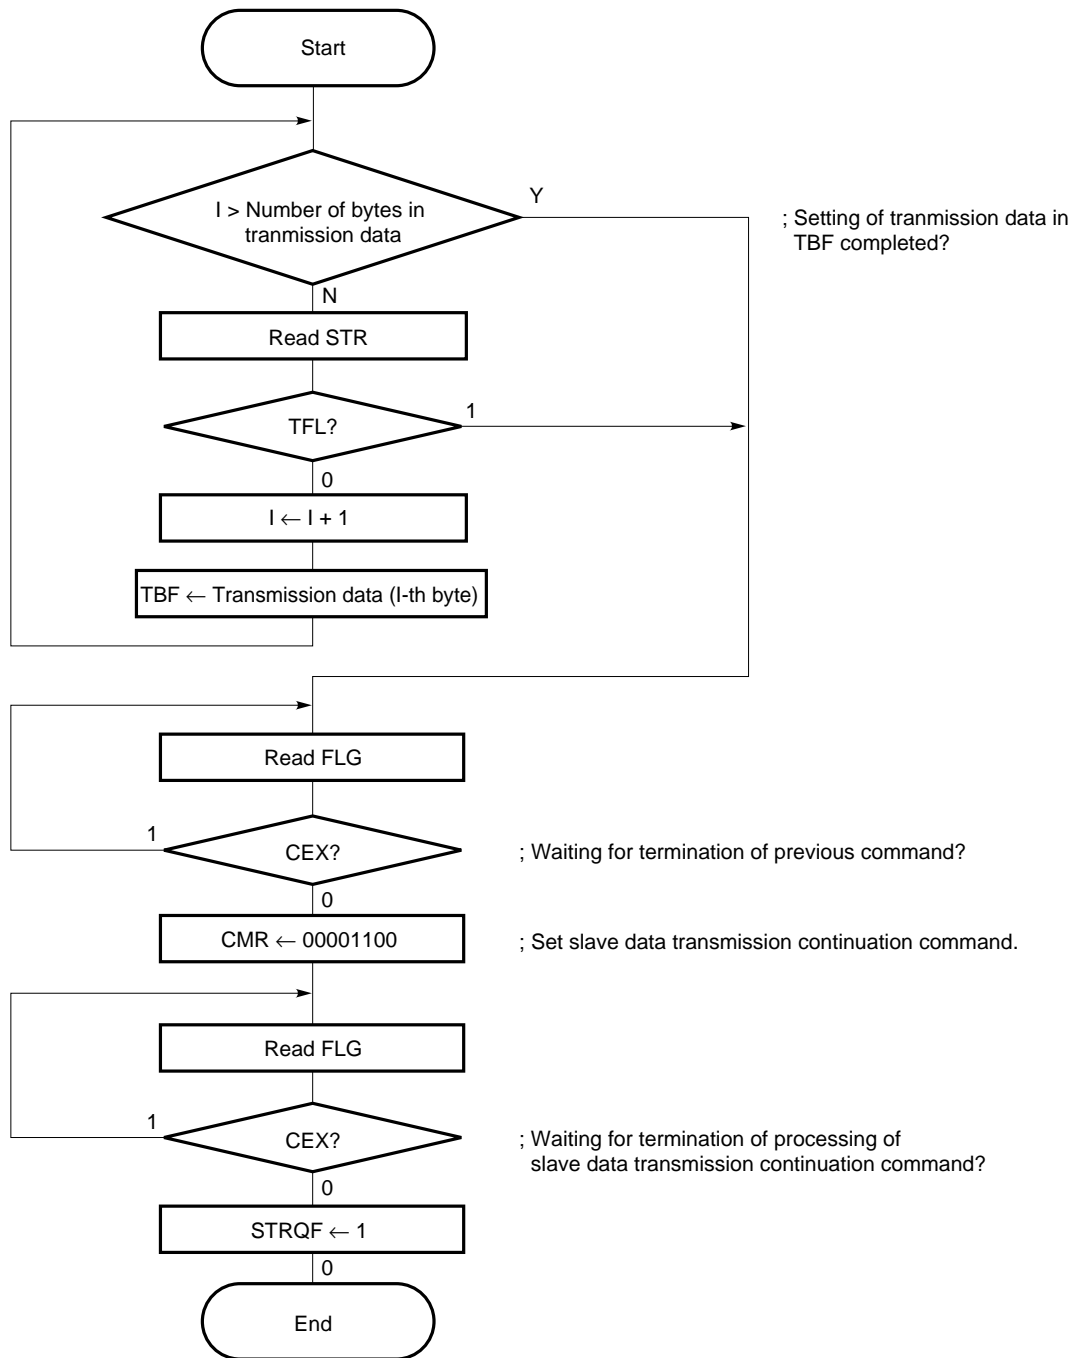 Start
I > Number of bytes in
tranmission data
Y
; Setting of tranmission data in
TBF completed?
N
Read STR
TFL?
1
0
I ← I + 1
TBF ← Transmission data (I-th byte)
Read FLG
1
CEX?
; Waiting for termination of previous command?
0
CMR ← 00001100
; Set slave data transmission continuation command.
Read FLG
1
CEX?
; Waiting for termination of processing of
slave data transmission continuation command?
0
STRQF ← 1
0
End